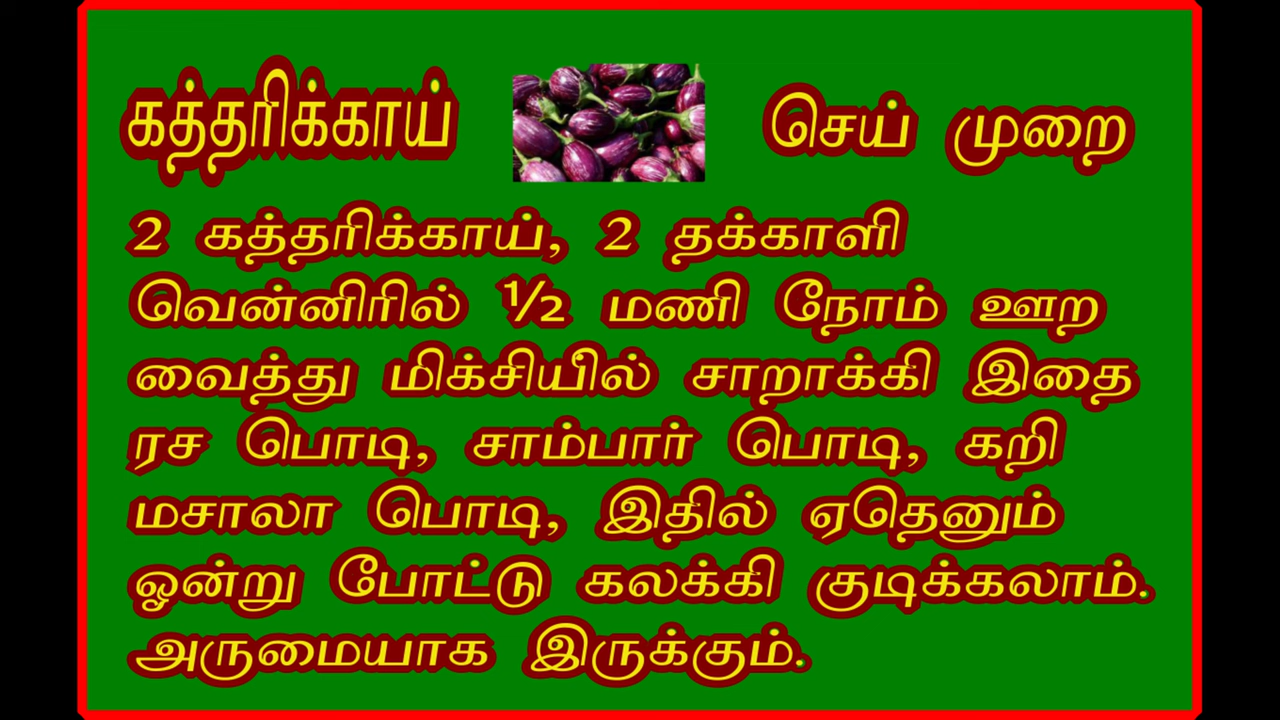 கத்தரிக்காய் செய் முறை
2 கத்தரிக்காய், 2 தக்காளி
வென்னிரில் ½ மணி நோம் ஊற
வைத்து மிக்சியீல் சாறாக்கி இதை
ரச பொடி, சாம்பார் பொடி, கறி
மசாலா பொடி, இதில் ஏதெனும்
ஓன்று போட்டு கலக்கி குடிக்கலாம்.
அருமையாக இருக்கும்.